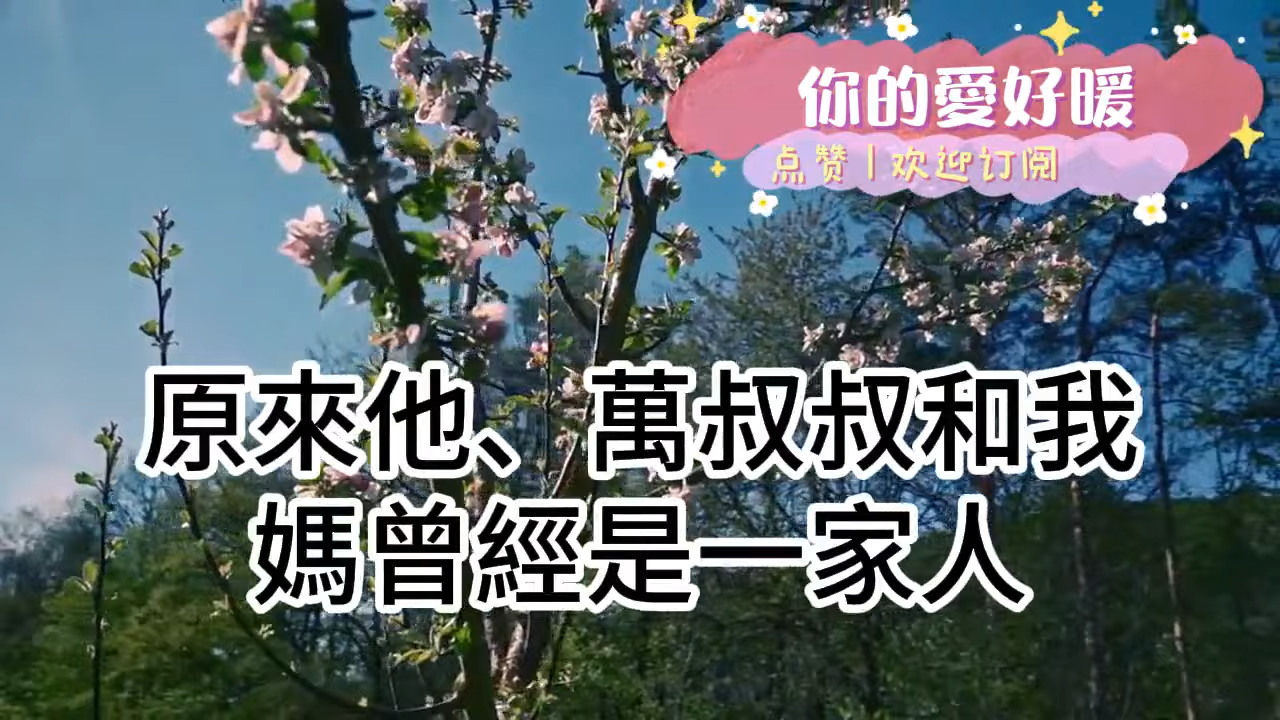 你的愛好暖
点赞 | 欢迎订阅
原來他、萬叔叔和我
媽曾經是一家人